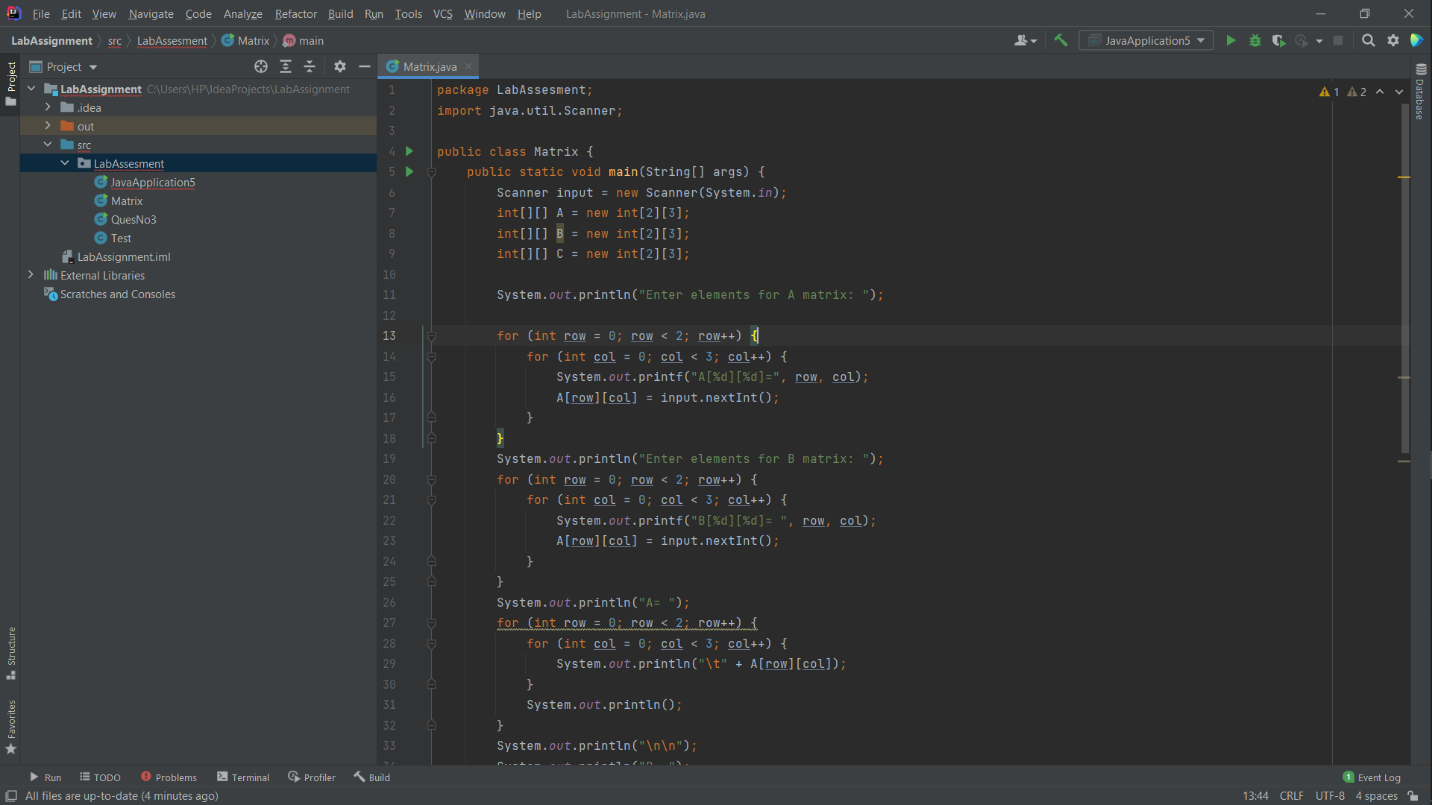 File Edit View Navigate Code Analyze Refactor Build Run Tools VCS Window Help LabAssignment - Matrix.java
LabAssignment src LabAssesment Matrix main JavaApplication5
Project
Project
Matrix.java
LabAssignment C:\Users\HP\IdeaProjects\LabAssignment
.idea
out
src
LabAssesment
JavaApplication5
Matrix
QuesNo3
Test
LabAssignment.iml
External Libraries
Scratches and Consoles
Structure
Favorites
1 package LabAssesment;
2 import java.util.Scanner;
3
4 public class Matrix {
5 public static void main(String[] args) {
6 Scanner input = new Scanner(System.in);
7 int[][] A = new int[2][3];
8 int[][] B = new int[2][3];
9 int[][] C = new int[2][3];
10
11 System.out.println("Enter elements for A matrix: ");
12
13 for (int row = 0; row < 2; row++) {
14 for (int col = 0; col < 3; col++) {
15 System.out.printf("A[%d][%d]=", row, col);
16 A[row][col] = input.nextInt();
17 }
18 }
19 System.out.println("Enter elements for B matrix: ");
20 for (int row = 0; row < 2; row++) {
21 for (int col = 0; col < 3; col++) {
22 System.out.printf("B[%d][%d]= ", row, col);
23 A[row][col] = input.nextInt();
24 }
25 }
26 System.out.println("A= ");
27 for (int row = 0; row < 2; row++) {
28 for (int col = 0; col < 3; col++) {
29 System.out.println("\t" + A[row][col]);
30 }
31 System.out.println();
32 }
33 System.out.println("\n\n");
1 2
Database
Run TODO Problems Terminal Profiler Build 1 Event Log
All files are up-to-date (4 minutes ago) 13:44 CRLF UTF-8 4 spaces